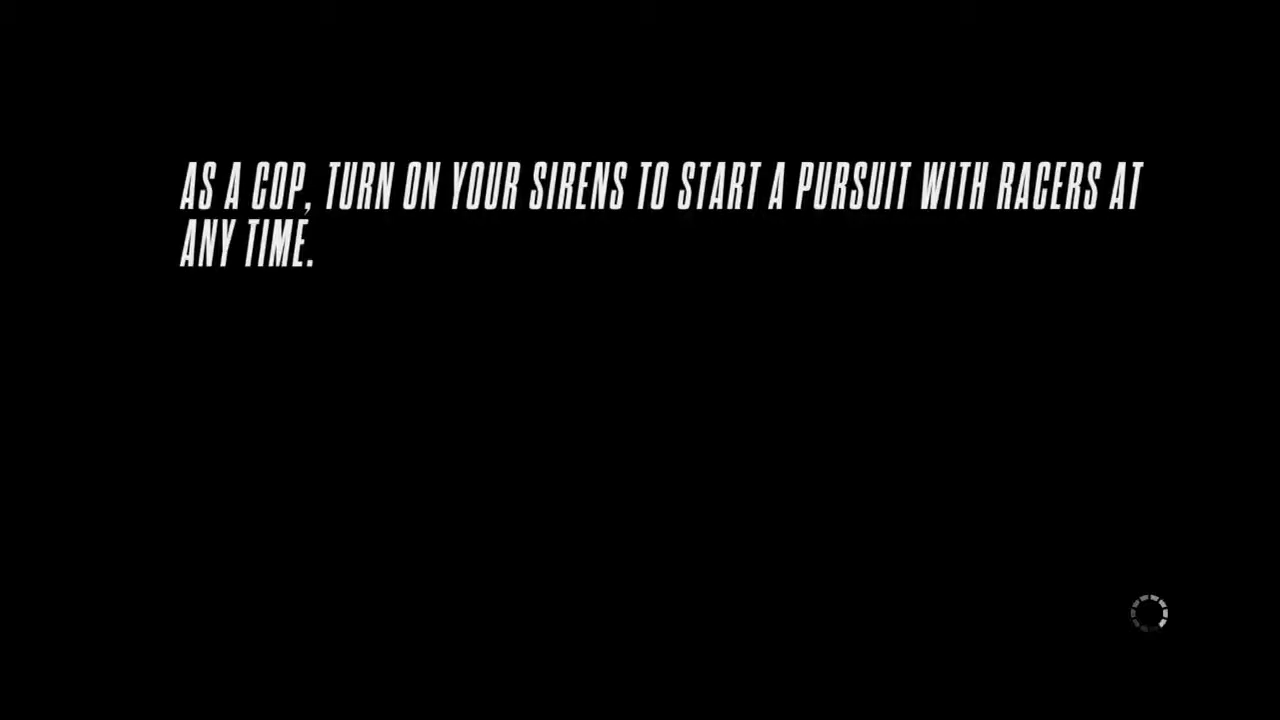 AS A COP, TURN ON YOUR SIRENS TO START A PURSUIT WITH RACERS AT
ANY TIME.